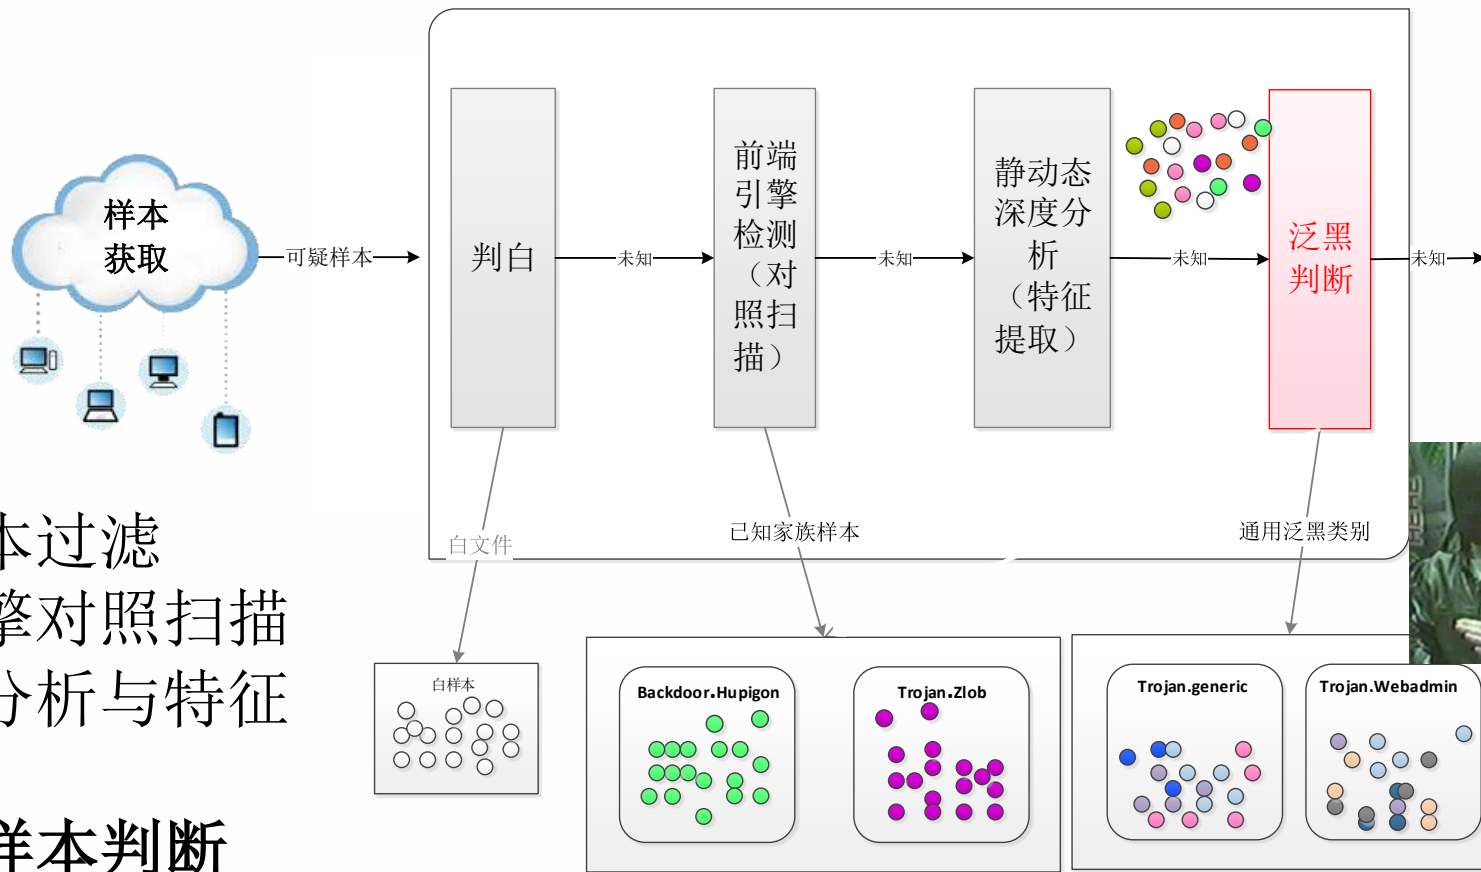 样本
获取
可疑样本
判白
未知
前端
引擎
检测
（对
照扫
描）
未知
静动态
深度分
析
（特征
提取）
未知
泛黑
判断
未知
白文件
已知家族样本
通用泛黑类别
本过滤
擎对照扫描
分析与特征
样本判断
白样本
Backdoor.Hupigon
Trojan.Zlob
Trojan.generic
Trojan.Webadmin